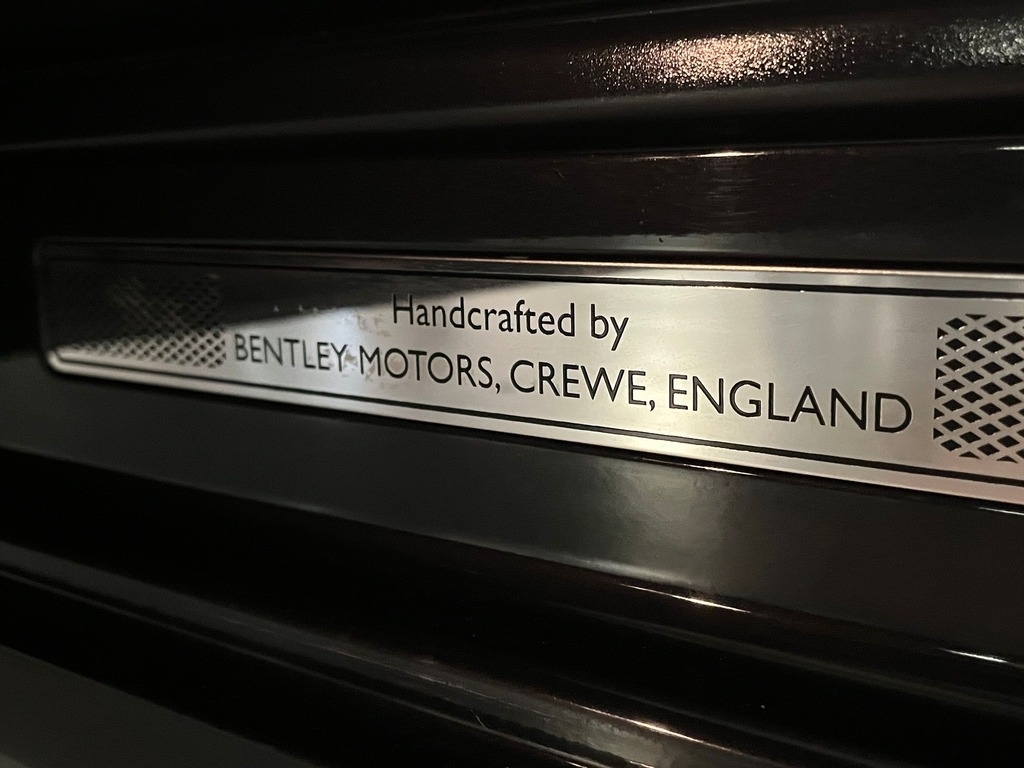 Handcrafted by
BENTLEY MOTORS, CREWE, ENGLAND